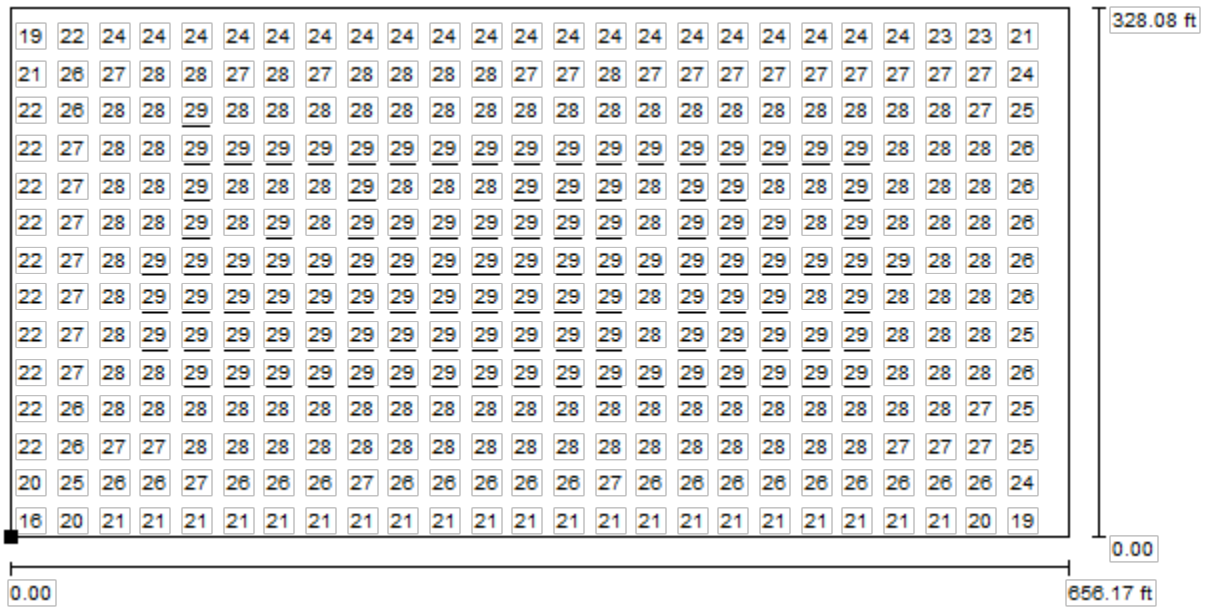 328.08 ft
19 22 24 24 24 24 24 24 24 24 24 24 24 24 24 24 24 24 24 24 24 24 23 23 21
21 26 27 28 28 27 28 27 28 28 28 28 27 27 28 27 27 27 27 27 27 27 27 27 24
22 26 28 28 29 28 28 28 28 28 28 28 28 28 28 28 28 28 28 28 28 28 28 27 25
22 27 28 28 29 29 29 29 29 29 29 29 29 29 29 29 29 29 29 29 29 28 28 28 26
22 27 28 28 29 28 28 28 29 28 28 28 29 29 29 28 29 29 28 28 29 28 28 28 26
22 27 28 28 29 28 29 28 29 29 29 29 29 29 29 28 29 29 29 28 29 28 28 28 26
22 27 28 29 29 29 29 29 29 29 29 29 29 29 29 29 29 29 29 29 29 29 28 28 26
22 27 28 29 29 29 29 29 29 29 29 29 29 29 29 28 29 29 29 28 29 28 28 28 26
22 27 28 29 29 29 29 29 29 29 29 29 29 29 29 28 29 29 29 29 29 28 28 28 25
22 27 28 28 29 29 29 29 29 29 29 29 29 29 29 29 29 29 29 29 29 28 28 28 26
22 26 28 28 28 28 28 28 28 28 28 28 28 28 28 28 28 28 28 28 28 28 28 27 25
22 26 27 27 28 28 28 28 28 28 28 28 28 28 28 28 28 28 28 28 28 27 27 27 25
20 25 26 26 27 26 26 26 27 26 26 26 26 26 27 26 26 26 26 26 26 26 26 26 24
16 20 21 21 21 21 21 21 21 21 21 21 21 21 21 21 21 21 21 21 21 21 21 20 19
0.00
0.00 656.17 ft